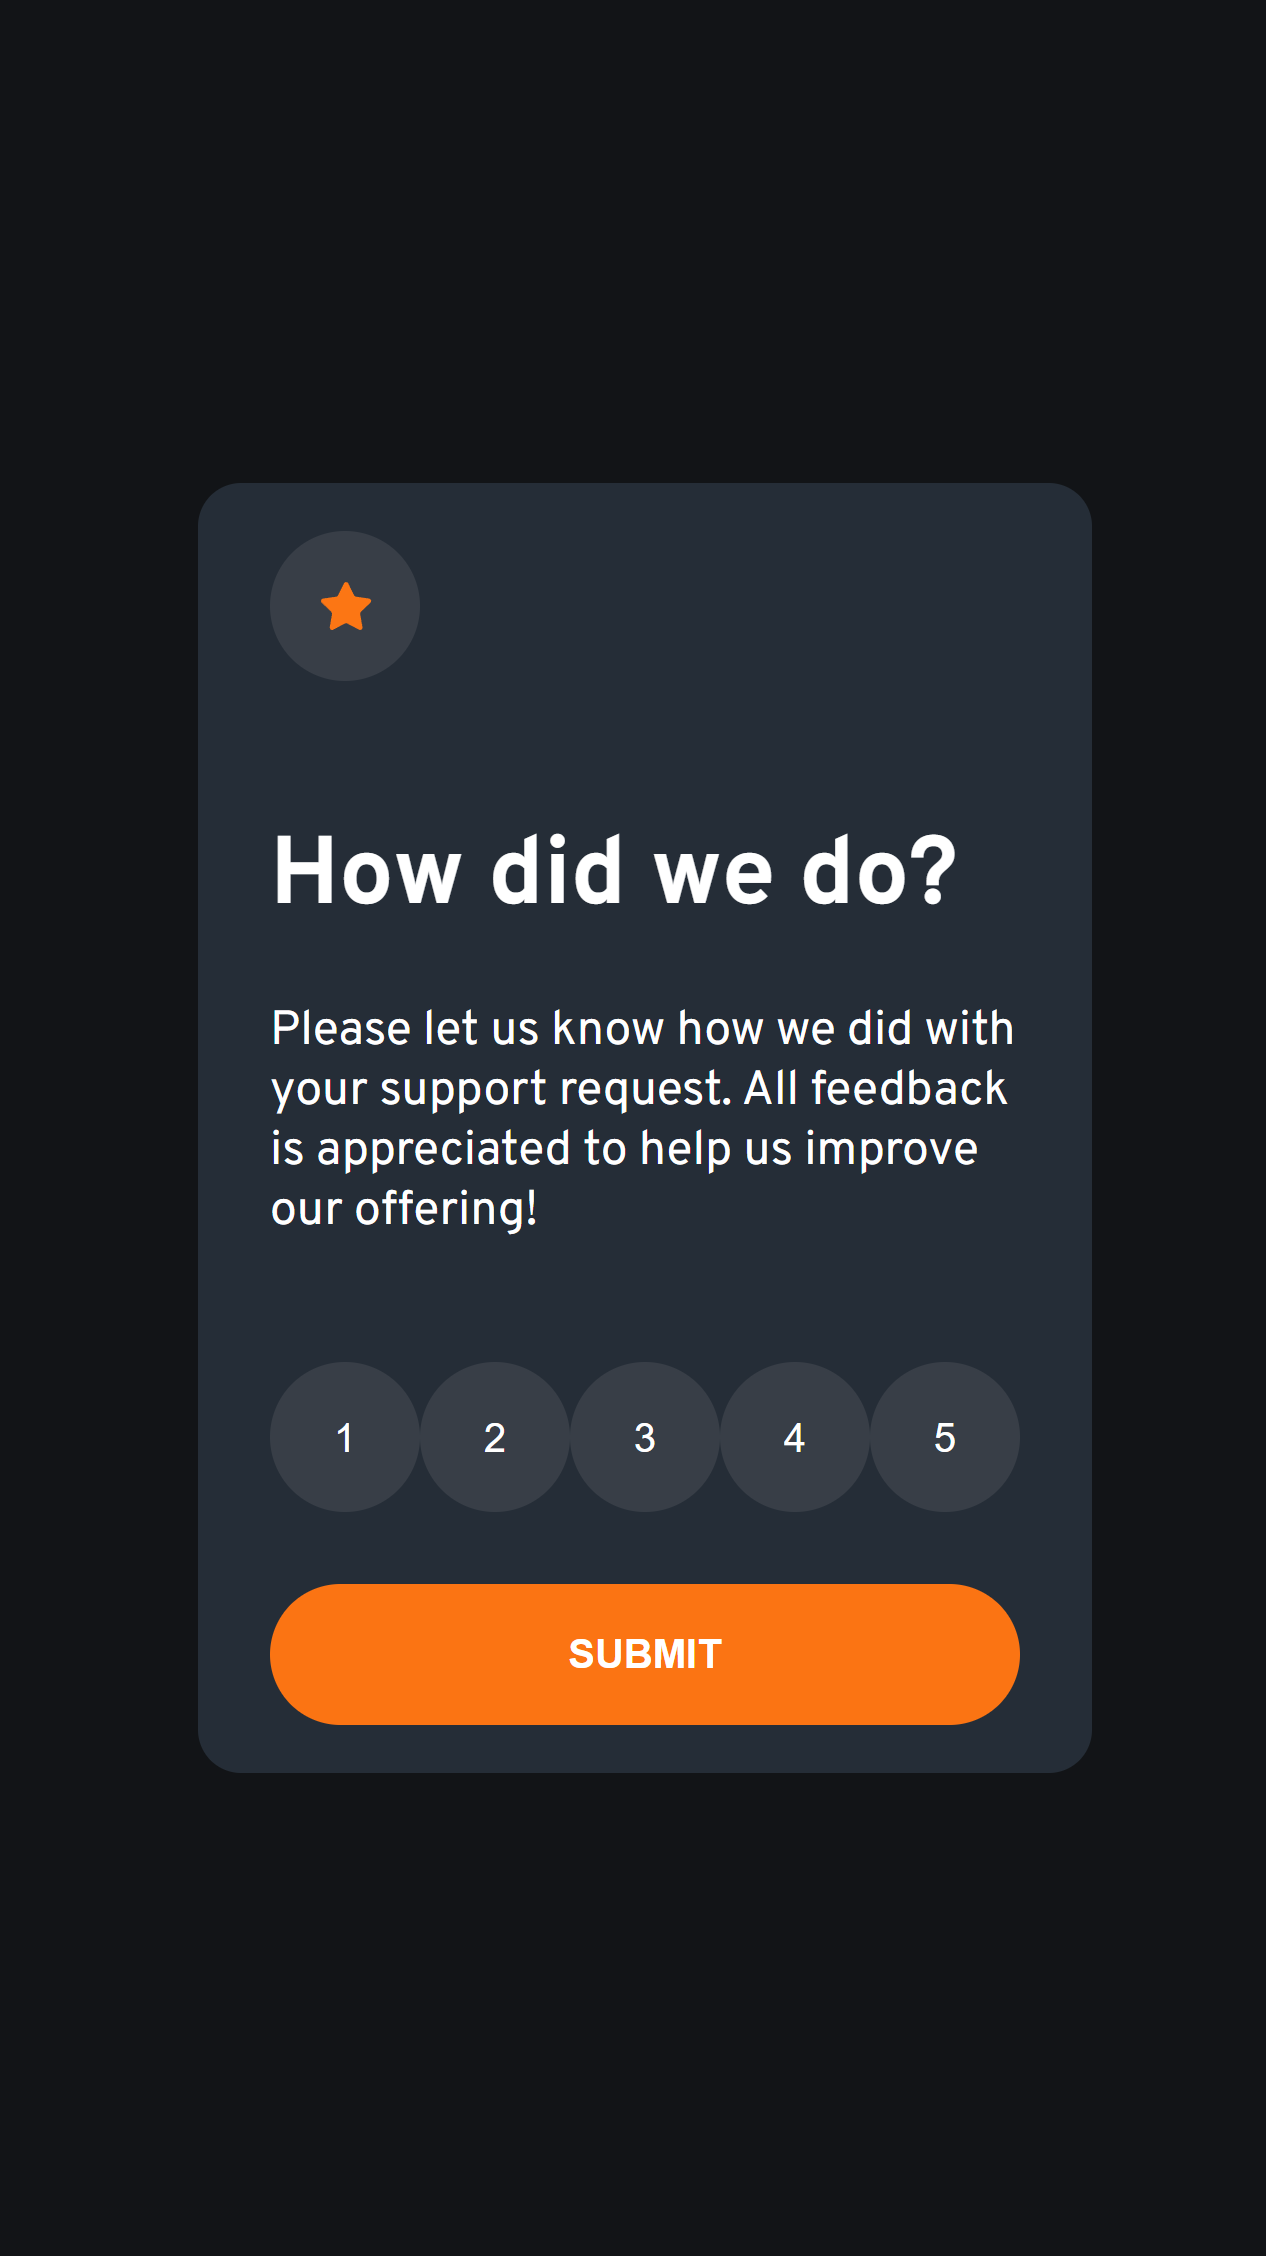 How did we do?
Please let us know how we did with
your support request. All feedback
is appreciated to help us improve
our offering!
1 2 3 4 5
SUBMIT